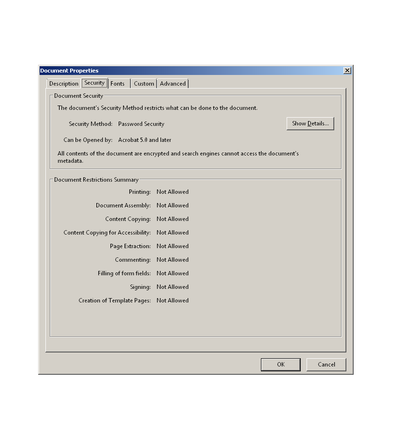 Document Properties
Description Security Fonts Custom Advanced
Document Security
The document's Security Method restricts what can be done to the document.
Security Method: Password Security
Show Details...
Can be Opened by: Acrobat 5.0 and later
All contents of the document are encrypted and search engines cannot access the document's
metadata.
Document Restrictions Summary
Printing: Not Allowed
Document Assembly: Not Allowed
Content Copying: Not Allowed
Content Copying for Accessibility: Not Allowed
Page Extraction: Not Allowed
Commenting: Not Allowed
Filling of form fields: Not Allowed
Signing: Not Allowed
Creation of Template Pages: Not Allowed
OK Cancel